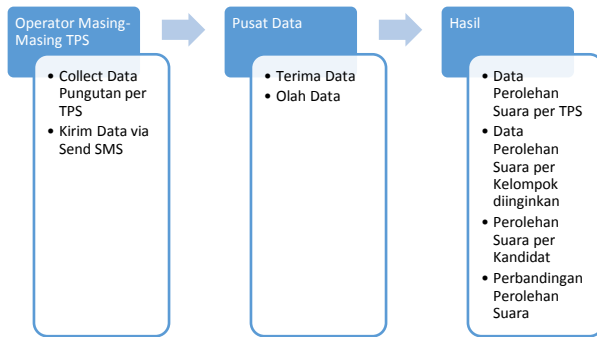 Operator Masing-
Masing TPS
• Collect Data
Pungutan per
TPS
• Kirim Data via
Send SMS
Pusat Data
• Terima Data
• Olah Data
Hasil
• Data
Perolehan
Suara per TPS
• Data
Perolehan
Suara per
Kelompok
diinginkan
• Perolehan
Suara per
Kandidat
• Perbandingan
Perolehan
Suara